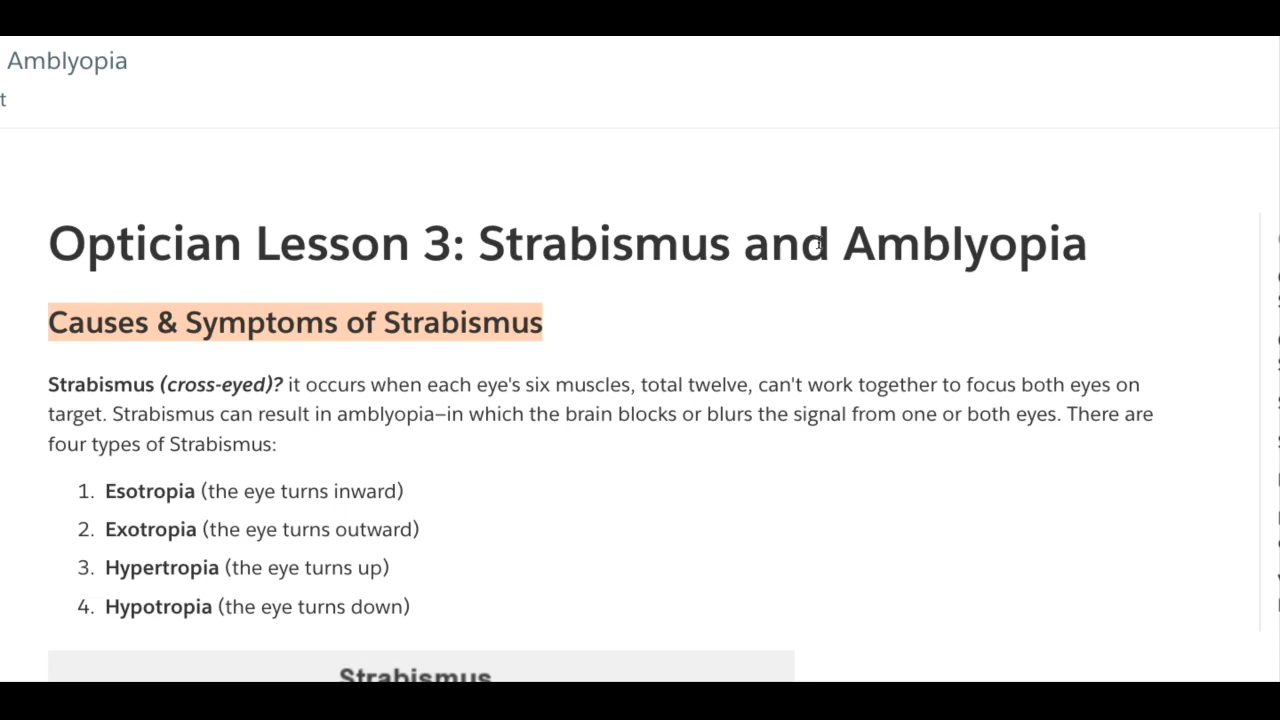 Amblyopia
t
Optician Lesson 3: Strabismus and Amblyopia
Causes & Symptoms of Strabismus
Strabismus (cross-eyed)? it occurs when each eye's six muscles, total twelve, can't work together to focus both eyes on
target. Strabismus can result in amblyopia—in which the brain blocks or blurs the signal from one or both eyes. There are
four types of Strabismus:
1. Esotropia (the eye turns inward)
2. Exotropia (the eye turns outward)
3. Hypertropia (the eye turns up)
4. Hypotropia (the eye turns down)
Strabismus